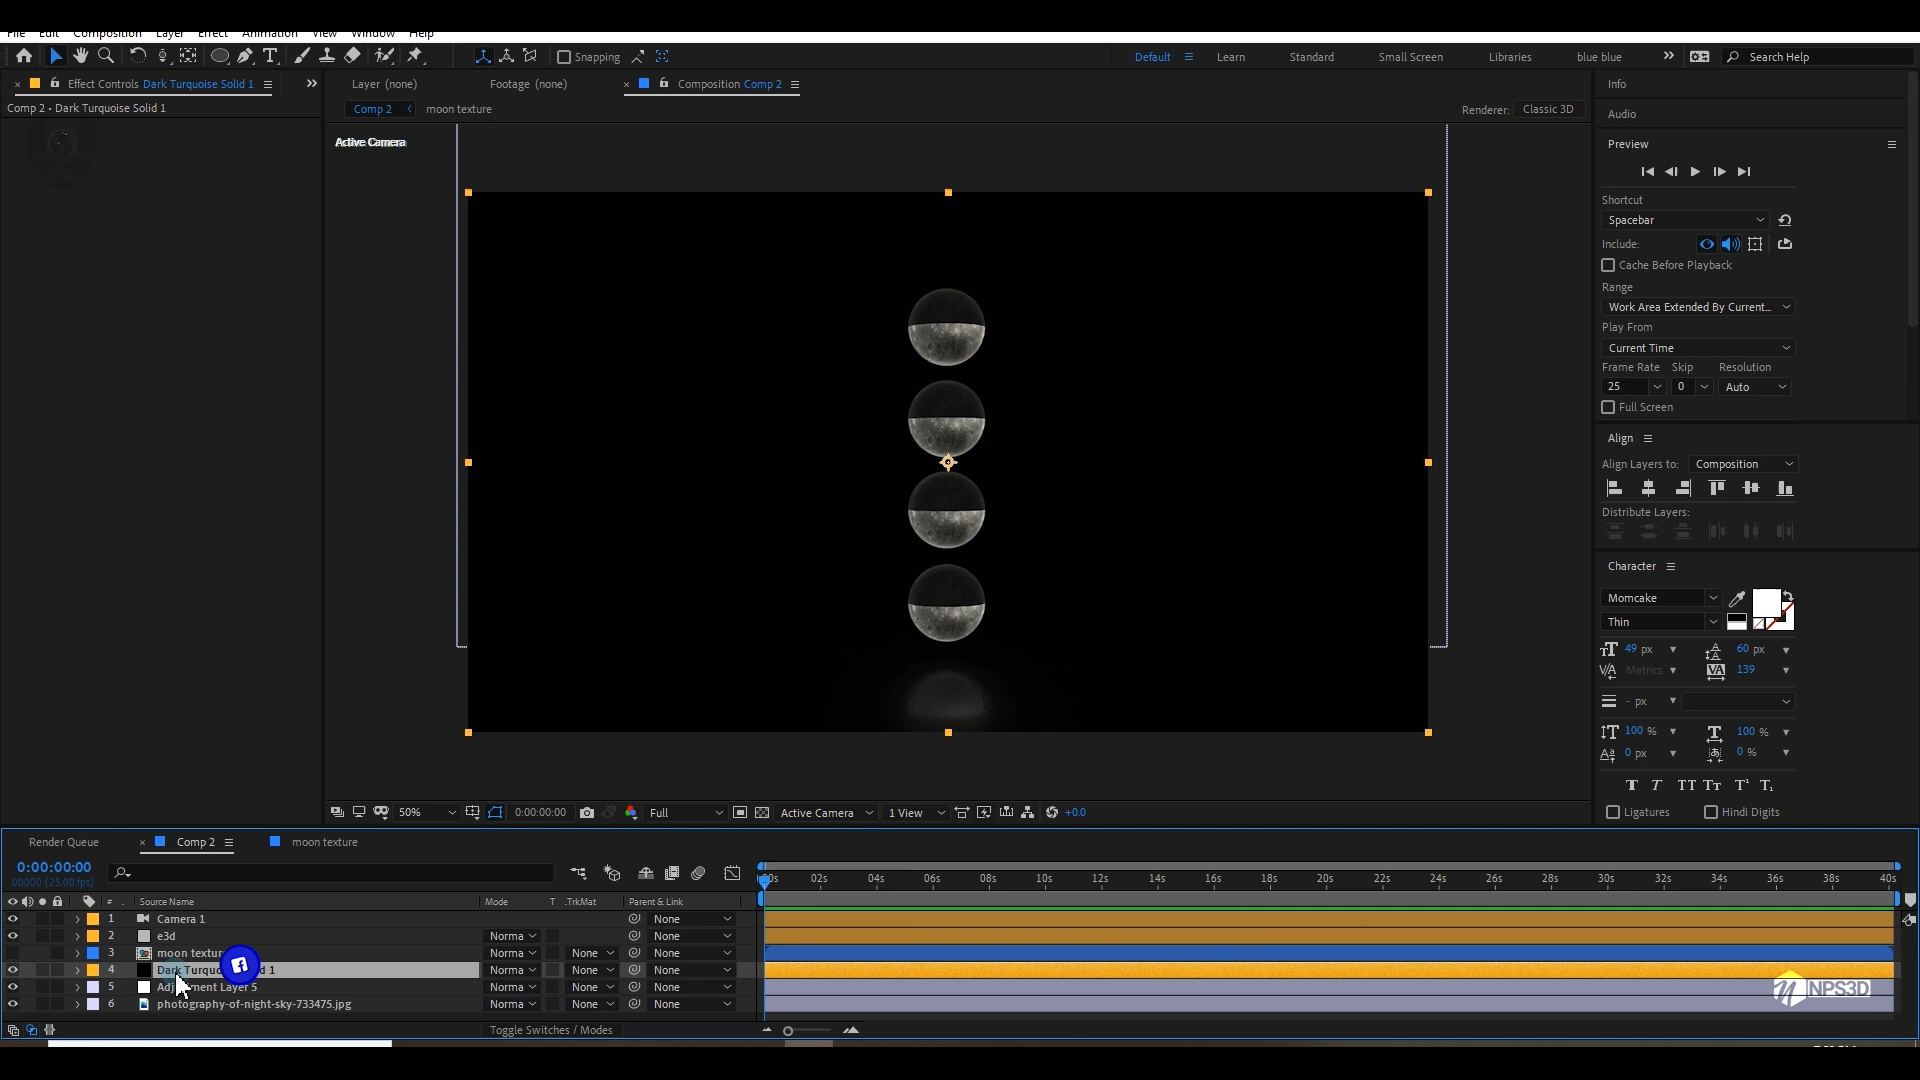 File Edit Composition Layer Effect Animation View Window Help
Snapping
Default
Learn
Standard
Small Screen
Libraries
blue blue
Search Help
Effect Controls Dark Turquoise Solid 1
Layer (none)
Footage (none)
Composition Comp 2
Info
Comp 2 • Dark Turquoise Solid 1
Comp 2
moon texture
Renderer: Classic 3D
Audio
Active Camera
Preview
Shortcut
Spacebar
Include:
Cache Before Playback
Range
Work Area Extended By Current...
Play From
Current Time
Frame Rate Skip Resolution
25 0 Auto
Full Screen
Align
Align Layers to: Composition
Distribute Layers:
Character
Momcake
Thin
49 px 60 px
Metrics 139
- px
100 % 100 %
0 px 0 %
T T TT Tт T¹ T₁
Ligatures Hindi Digits
50% 0:00:00:00 Full Active Camera 1 View +0.0
Render Queue
Comp 2
moon texture
0:00:00:00
00000 (25.00 fps)
:00s 02s 04s 06s 08s 10s 12s 14s 16s 18s 20s 22s 24s 26s 28s 30s 32s 34s 36s 38s 40s
# Source Name Mode T .TrkMat Parent & Link
1 Camera 1 None
2 e3d Norma None
3 moon textur Norma None None
4 Dark Turquo d 1 Norma None None
5 Adj ment Layer 5 Norma None None
6 photography-of-night-sky-733475.jpg Norma None None
Toggle Switches / Modes
NPS3D